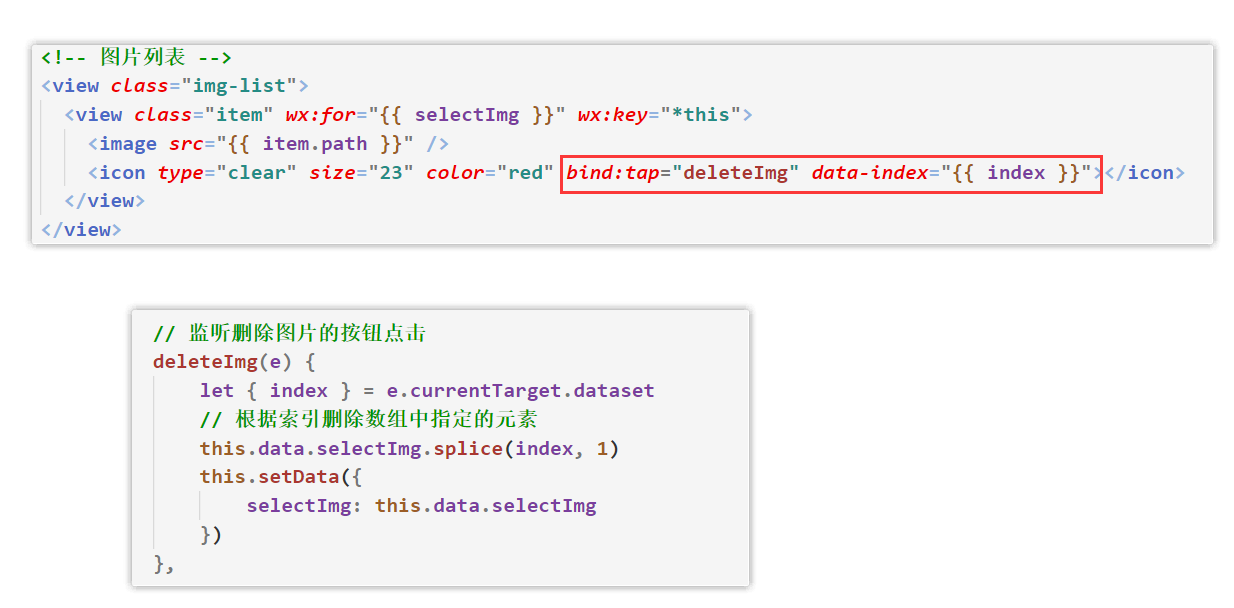 <!-- 图片列表 -->
<view class="img-list">
<view class="item" wx:for="{{ selectImg }}" wx:key="*this">
<image src="{{ item.path }}" />
<icon type="clear" size="23" color="red" bind:tap="deleteImg" data-index="{{ index }}"></icon>
</view>
</view>
// 监听删除图片的按钮点击
deleteImg(e) {
let { index } = e.currentTarget.dataset
// 根据索引删除数组中指定的元素
this.data.selectImg.splice(index, 1)
this.setData({
selectImg: this.data.selectImg
})
},